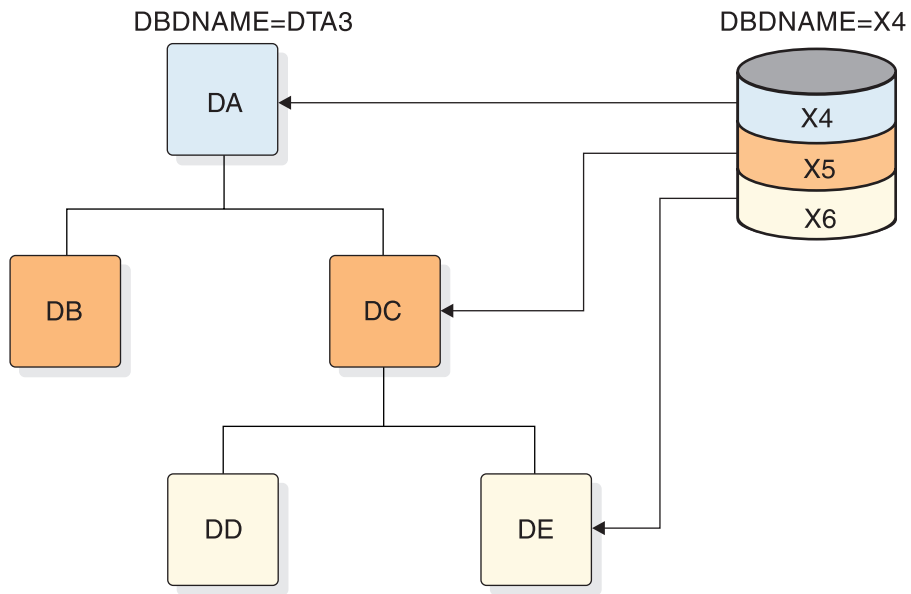 DBDNAME=DTA3
DBDNAME=X4
DA
X4
X5
X6
DB
DC
DD
DE